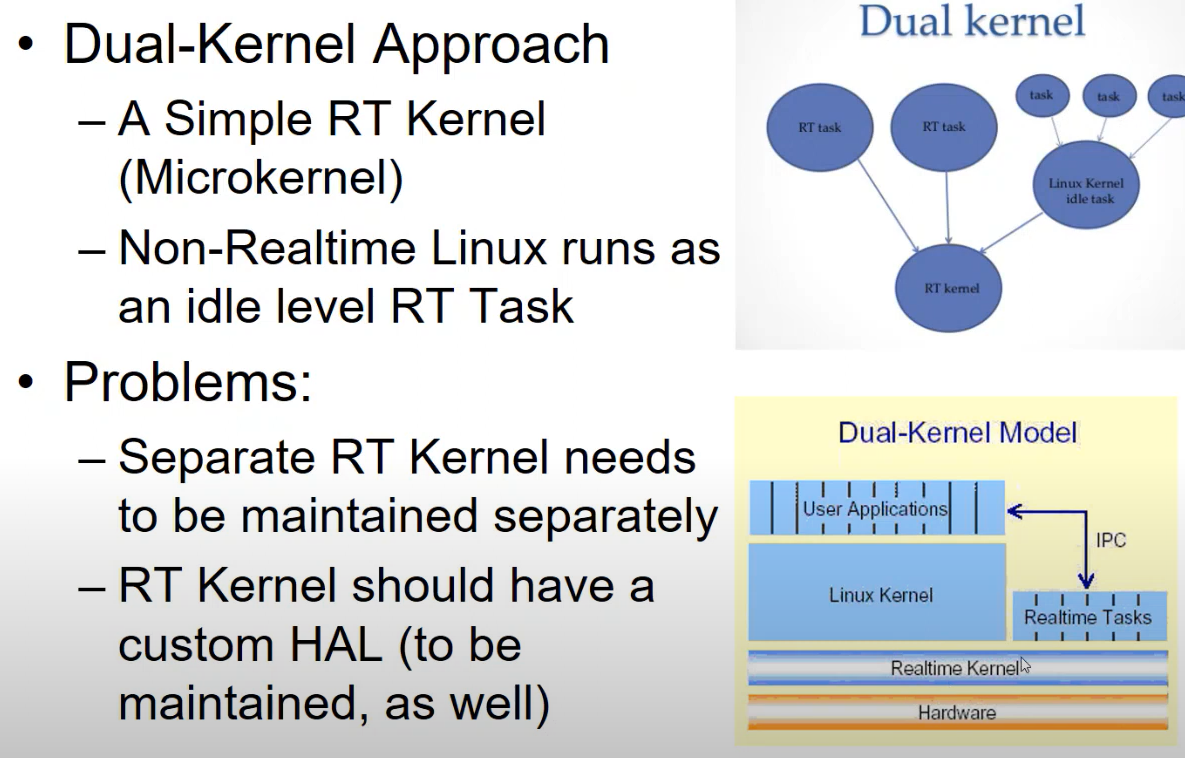 • Dual-Kernel Approach
– A Simple RT Kernel
(Microkernel)
– Non-Realtime Linux runs as
an idle level RT Task
• Problems:
– Separate RT Kernel needs
to be maintained separately
– RT Kernel should have a
custom HAL (to be
maintained, as well)
Dual kernel
task
task
task
RT task
RT task
Linux Kernel
idle task
RT kernel
Dual-Kernel Model
User Applications
IPC
Linux Kernel
Realtime Tasks
Realtime Kernel
Hardware